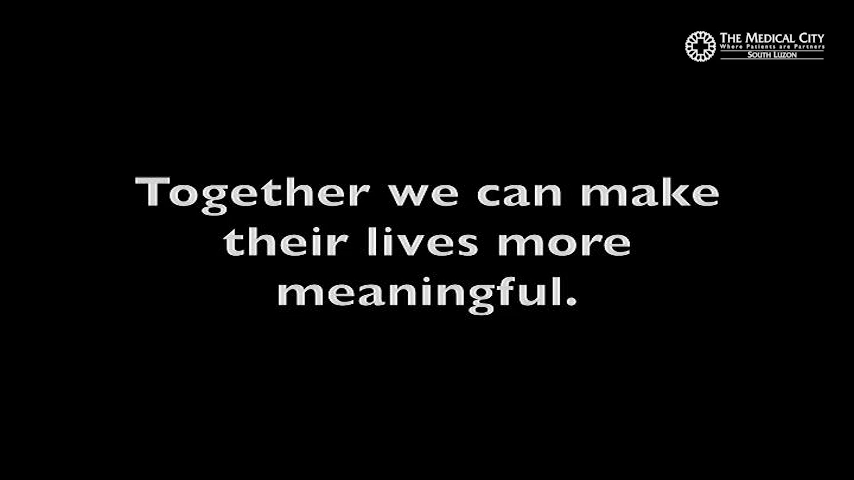 THE MEDICAL CITY
Where Patients are Partners
SOUTH LUZON
Together we can make
their lives more
meaningful.